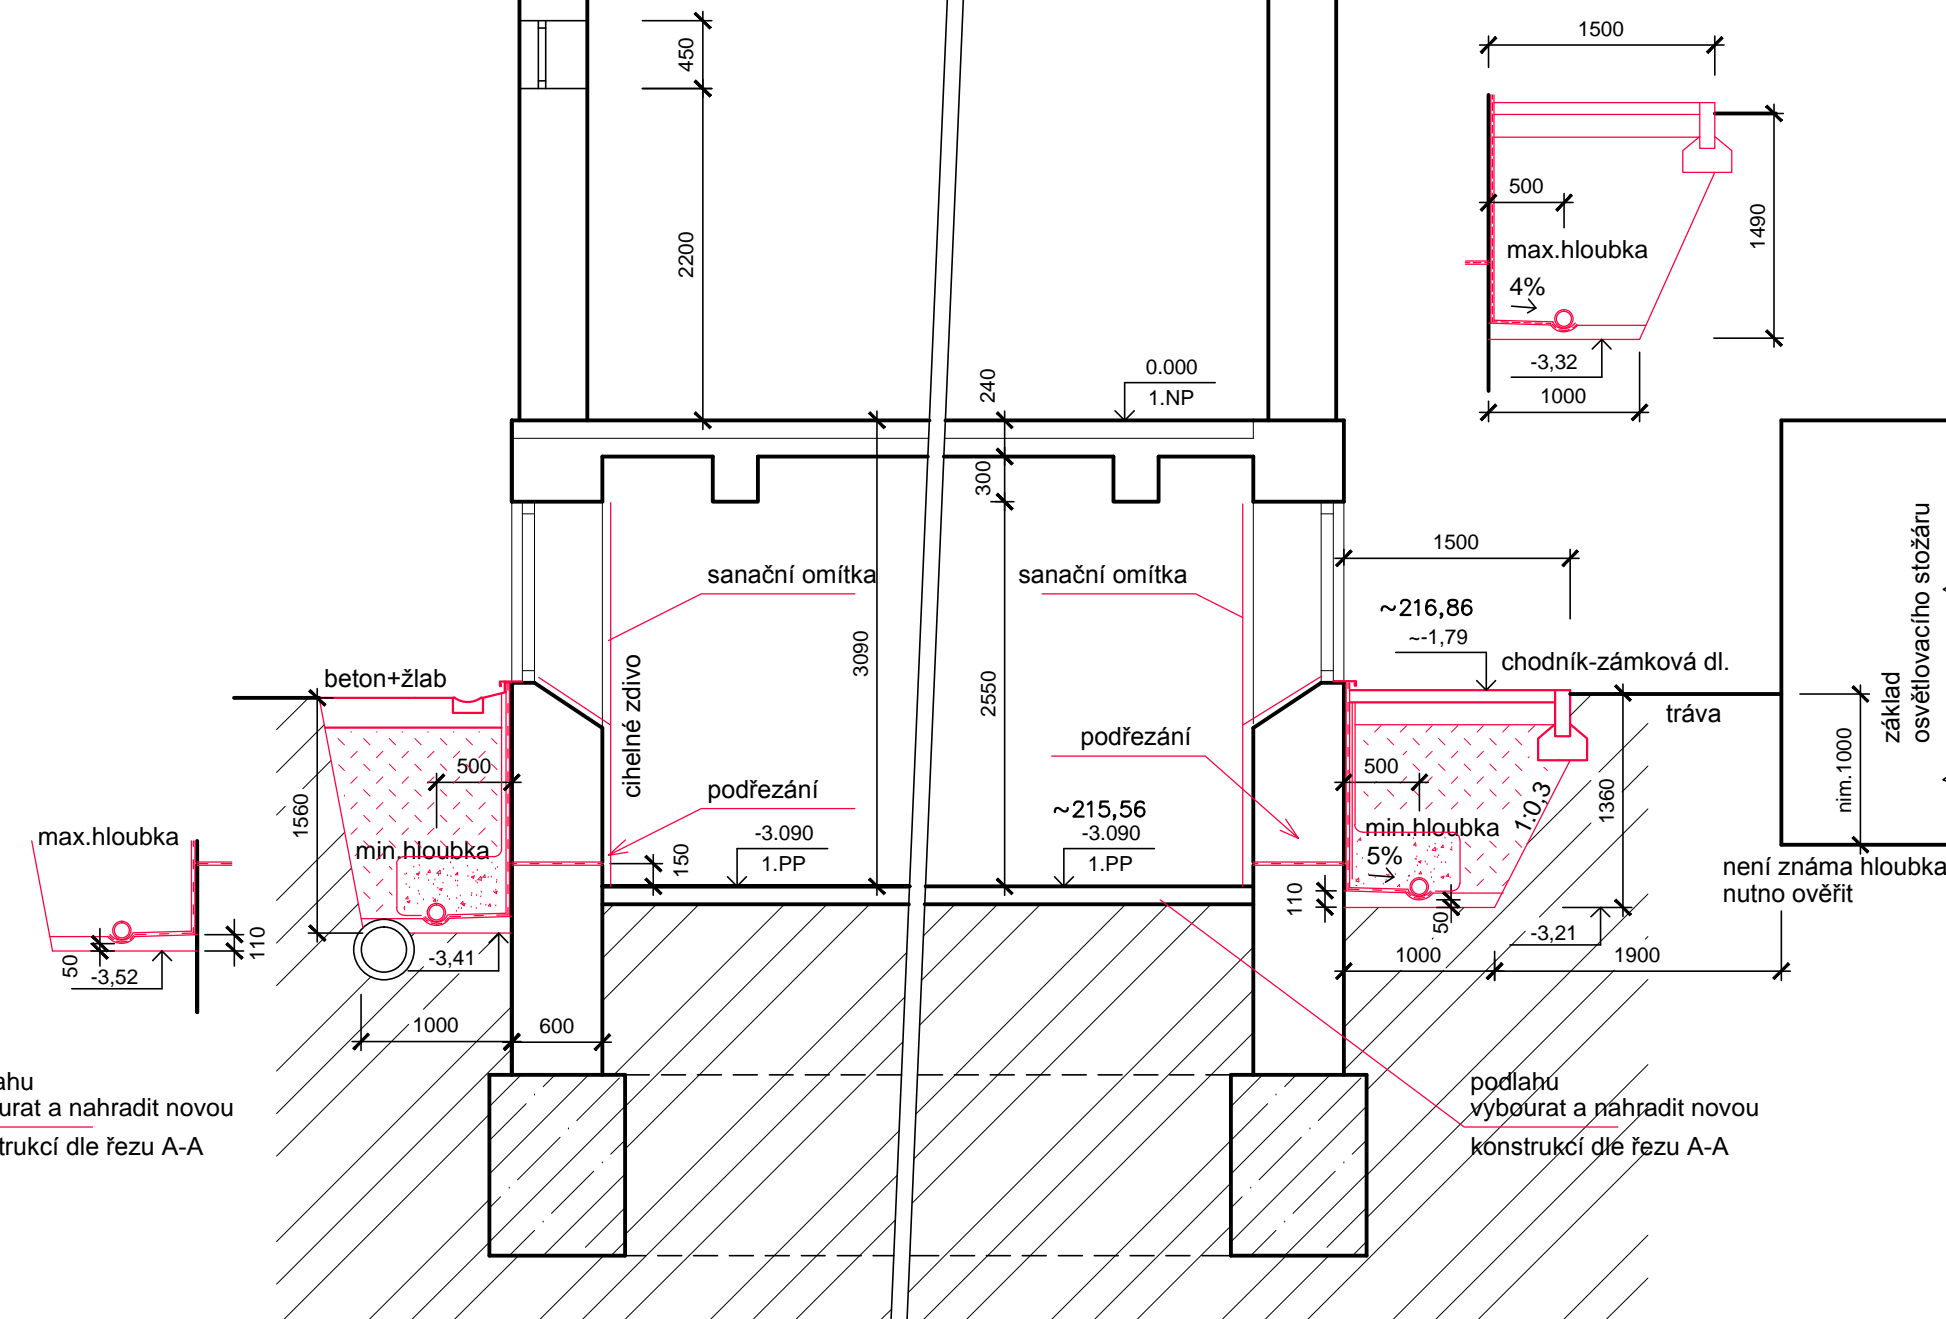 450
2200
1500
500
max.hloubka
4%
1490
-3,32
1000
0.000
1.NP
240
300
sanační omítka
sanační omítka
3090
2550
cihelné zdivo
1500
~216,86
~-1,79
chodník-zámková dl.
tráva
základ
osvětlovacího stožáru
nim.1000
není známa hloubka
nutno ověřit
beton+žlab
500
1560
min.hloubka
max.hloubka
50
-3,52
110
-3,41
1000
600
podřezání
150
-3.090
1.PP
podřezání
~215,56
-3.090
1.PP
500
min.hloubka
5%
1:0,3
1360
110
50
-3,21
1000
1900
ahu
urat a nahradit novou
trukcí dle řezu A-A
podlahu
vybourat a nahradit novou
konstrukcí dle řezu A-A